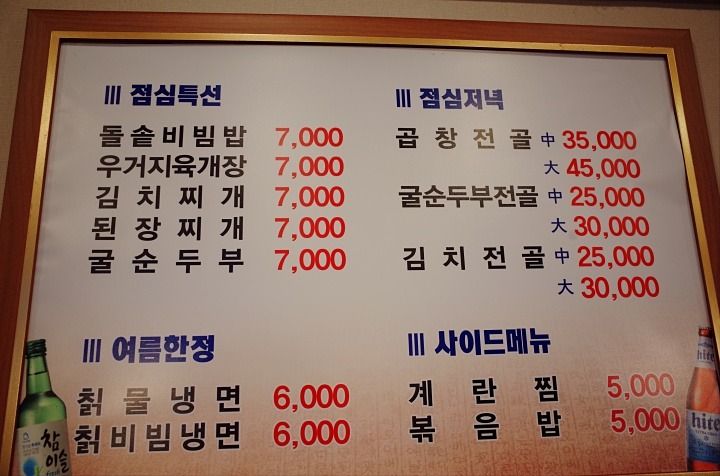 ||| 점심특선
돌솥비빔밥 7,000
우거지육개장 7,000
김치찌개 7,000
된장찌개 7,000
굴순두부 7,000
||| 점심저녁
곱창전골 中 35,000
大 45,000
굴순두부전골 中 25,000
大 30,000
김치전골 中 25,000
大 30,000
||| 여름한정
칡물냉면 6,000
칡비빔냉면 6,000
||| 사이드메뉴
계란찜 5,000
볶음밥 5,000
참이슬
fresh
hite
hite